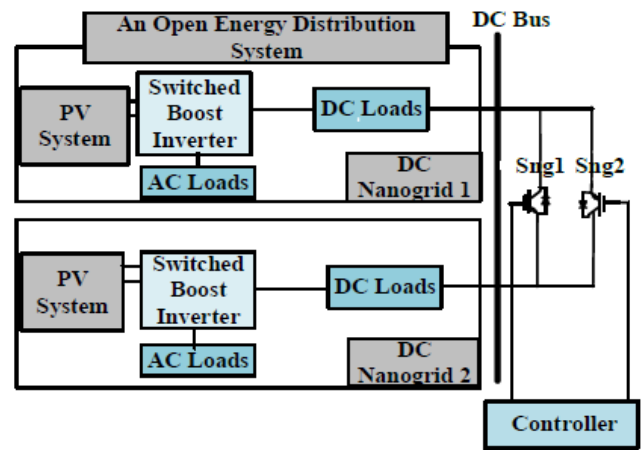 An Open Energy Distribution
System
DC Bus
PV
System
Switched
Boost
Inverter
DC Loads
AC Loads
DC
Nanogrid 1
Sng1
Sng2
PV
System
Switched
Boost
Inverter
DC Loads
AC Loads
DC
Nanogrid 2
Controller